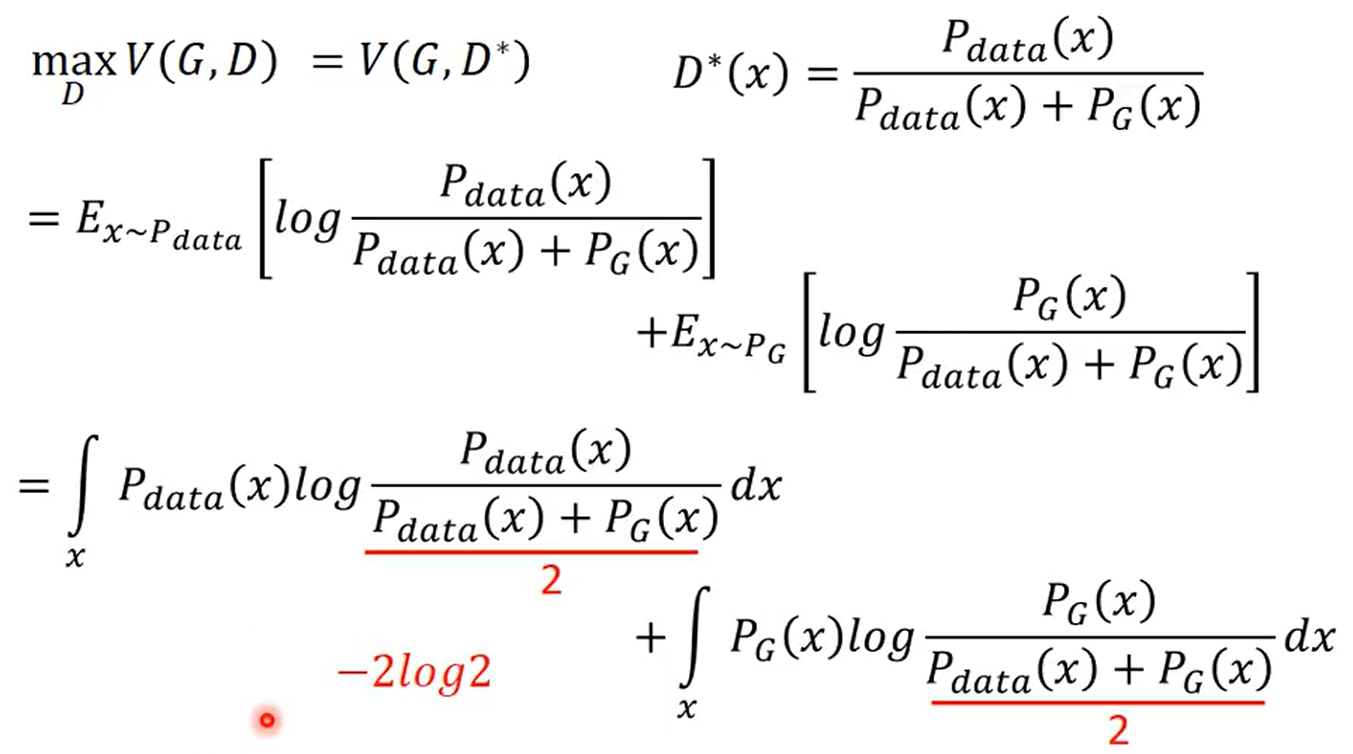 max_D V(G, D) = V(G, D*)    D*(x) = P_data(x) / (P_data(x) + P_G(x))
= E_{x~P_data} [log P_data(x) / (P_data(x) + P_G(x))]
+E_{x~P_G} [log P_G(x) / (P_data(x) + P_G(x))]
= ∫_x P_data(x)log P_data(x) / ((P_data(x) + P_G(x)) / 2) dx
+ ∫_x P_G(x)log P_G(x) / ((P_data(x) + P_G(x)) / 2) dx
−2log2